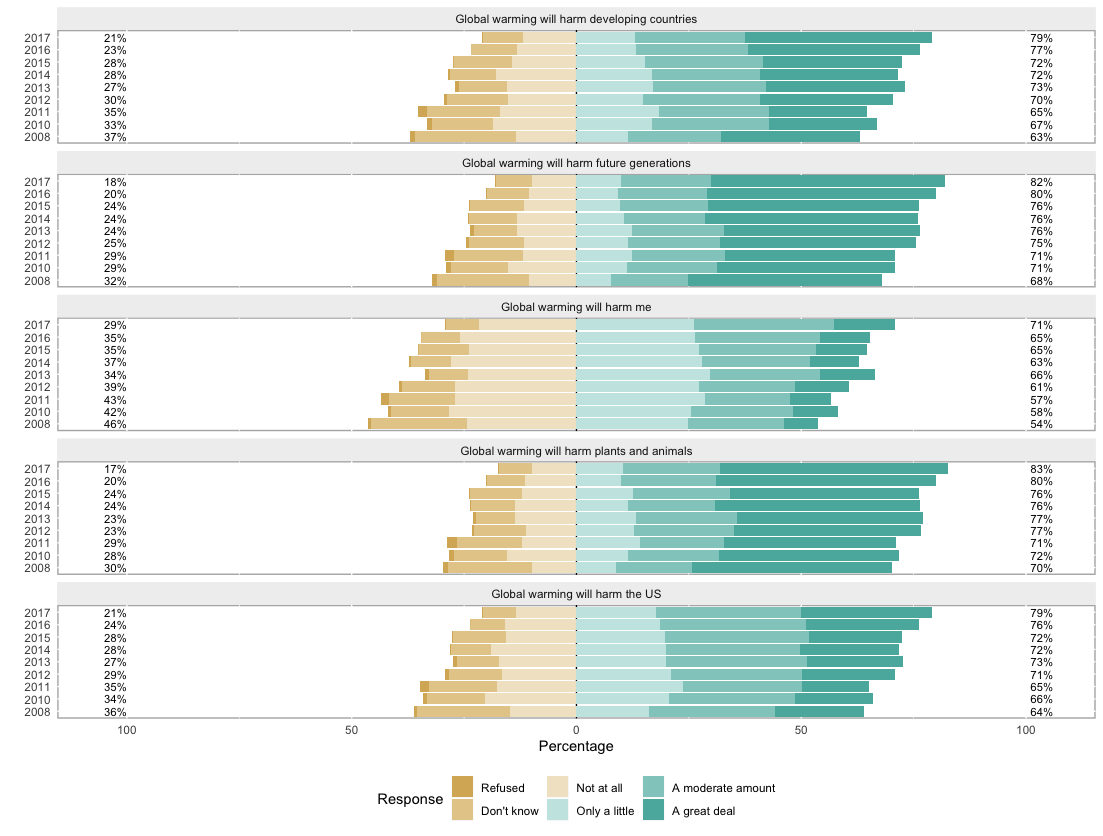 Global warming will harm developing countries
2017 21% 79%
2016 23% 77%
2015 28% 72%
2014 28% 72%
2013 27% 73%
2012 30% 70%
2011 35% 65%
2010 33% 67%
2008 37% 63%
Global warming will harm future generations
2017 18% 82%
2016 20% 80%
2015 24% 76%
2014 24% 76%
2013 24% 76%
2012 25% 75%
2011 29% 71%
2010 29% 71%
2008 32% 68%
Global warming will harm me
2017 29% 71%
2016 35% 65%
2015 35% 65%
2014 37% 63%
2013 34% 66%
2012 39% 61%
2011 43% 57%
2010 42% 58%
2008 46% 54%
Global warming will harm plants and animals
2017 17% 83%
2016 20% 80%
2015 24% 76%
2014 24% 76%
2013 23% 77%
2012 23% 77%
2011 29% 71%
2010 28% 72%
2008 30% 70%
Global warming will harm the US
2017 21% 79%
2016 24% 76%
2015 28% 72%
2014 28% 72%
2013 27% 73%
2012 29% 71%
2011 35% 65%
2010 34% 66%
2008 36% 64%
100 50 0 50 100
Percentage
Response
Refused Not at all A moderate amount
Don't know Only a little A great deal